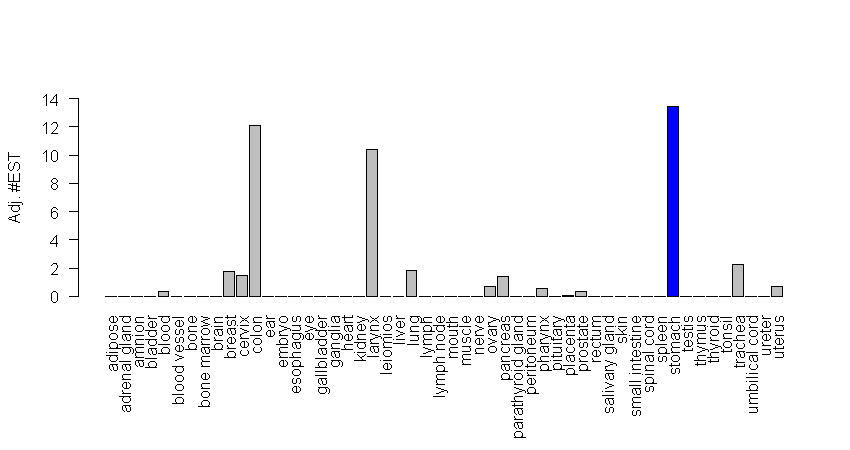 Adj. #EST
14
12
10
8
6
4
2
0
adipose
adrenal gland
amnion
bladder
blood
blood vessel
bone
bone marrow
brain
breast
cervix
colon
ear
embryo
esophagus
eye
gallbladder
ganglia
heart
kidney
larynx
leiomios
liver
lung
lymph
lymph node
mouth
muscle
nerve
ovary
pancreas
parathyroid gland
peritoneum
pharynx
pituitary
placenta
prostate
rectum
salivary gland
skin
small intestine
spinal cord
spleen
stomach
testis
thymus
thyroid
tonsil
trachea
umbilical cord
ureter
uterus